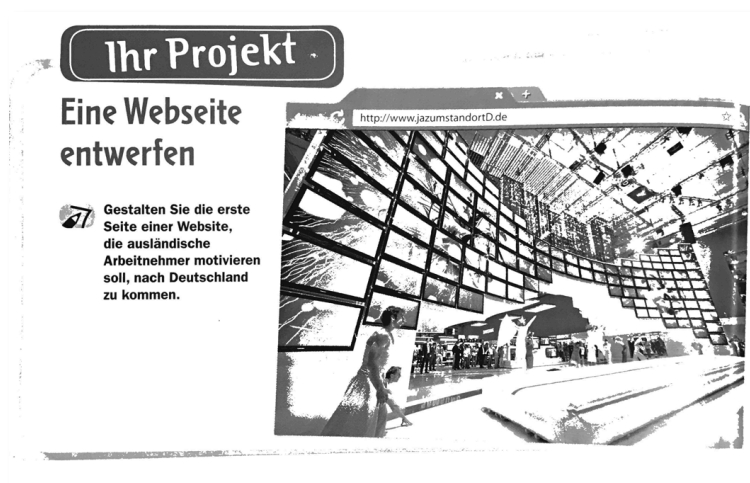 Ihr Projekt
Eine Webseite
entwerfen
Gestalten Sie die erste
Seite einer Website,
die ausländische
Arbeitnehmer motivieren
soll, nach Deutschland
zu kommen.
http://www.jazumstandortD.de